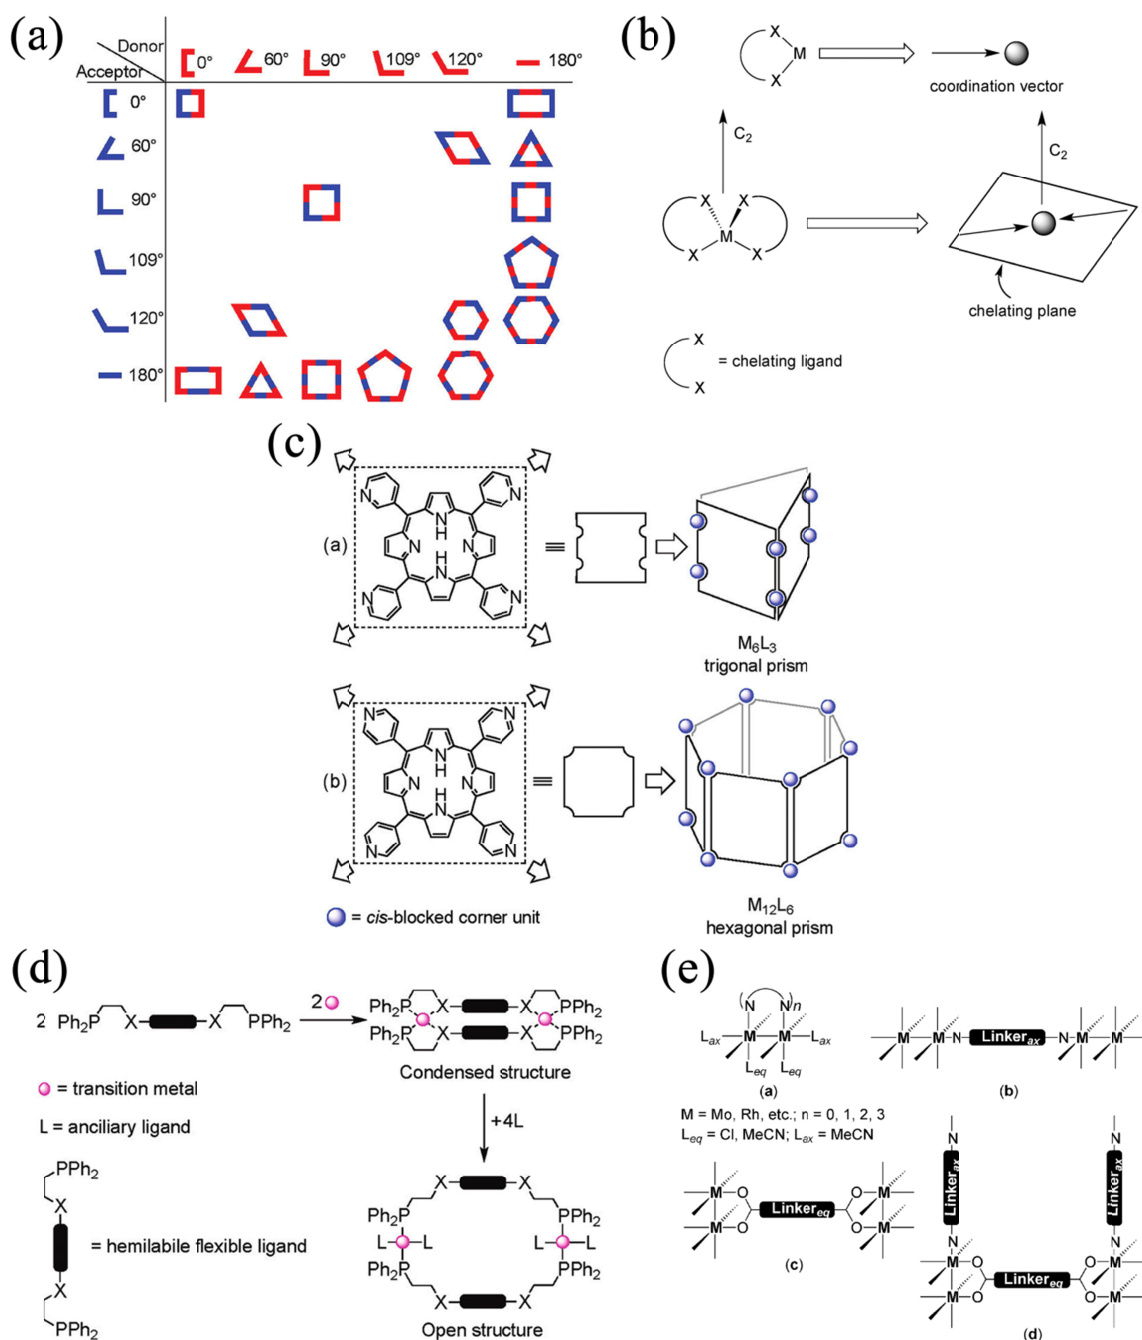 (a)
Donor
Acceptor
0° 60° 90° 109° 120° 180°
0°
60°
90°
109°
120°
180°
(b)
X
M
X
coordination vector
C2
C2
X X
M
X X
chelating plane
X
= chelating ligand
X
(c)
(a)
N N
N
H
N N
H
N
N N
≡
M6L3
trigonal prism
(b)
N N
N
H
N N
H
N
N N
≡
M12L6
hexagonal prism
= cis-blocked corner unit
(d)
2 Ph2P X X PPh2
2
Ph2P X X PPh2
Ph2P X X PPh2
Condensed structure
= transition metal
L = anciliary ligand
+4L
PPh2
X
= hemilabile flexible ligand
X
PPh2
X X
Ph2P PPh2
L L L L
Ph2P PPh2
X X
Open structure
(e)
N N n
Lax M M Lax
Leq Leq
(a)
M M N Linkerax N M M
(b)
M = Mo, Rh, etc.; n = 0, 1, 2, 3
Leq = Cl, MeCN; Lax = MeCN
M O O M
Linkereq
M O O M
(c)
N N
Linkerax Linkerax
N N
M O O M
Linkereq
M O O M
(d)